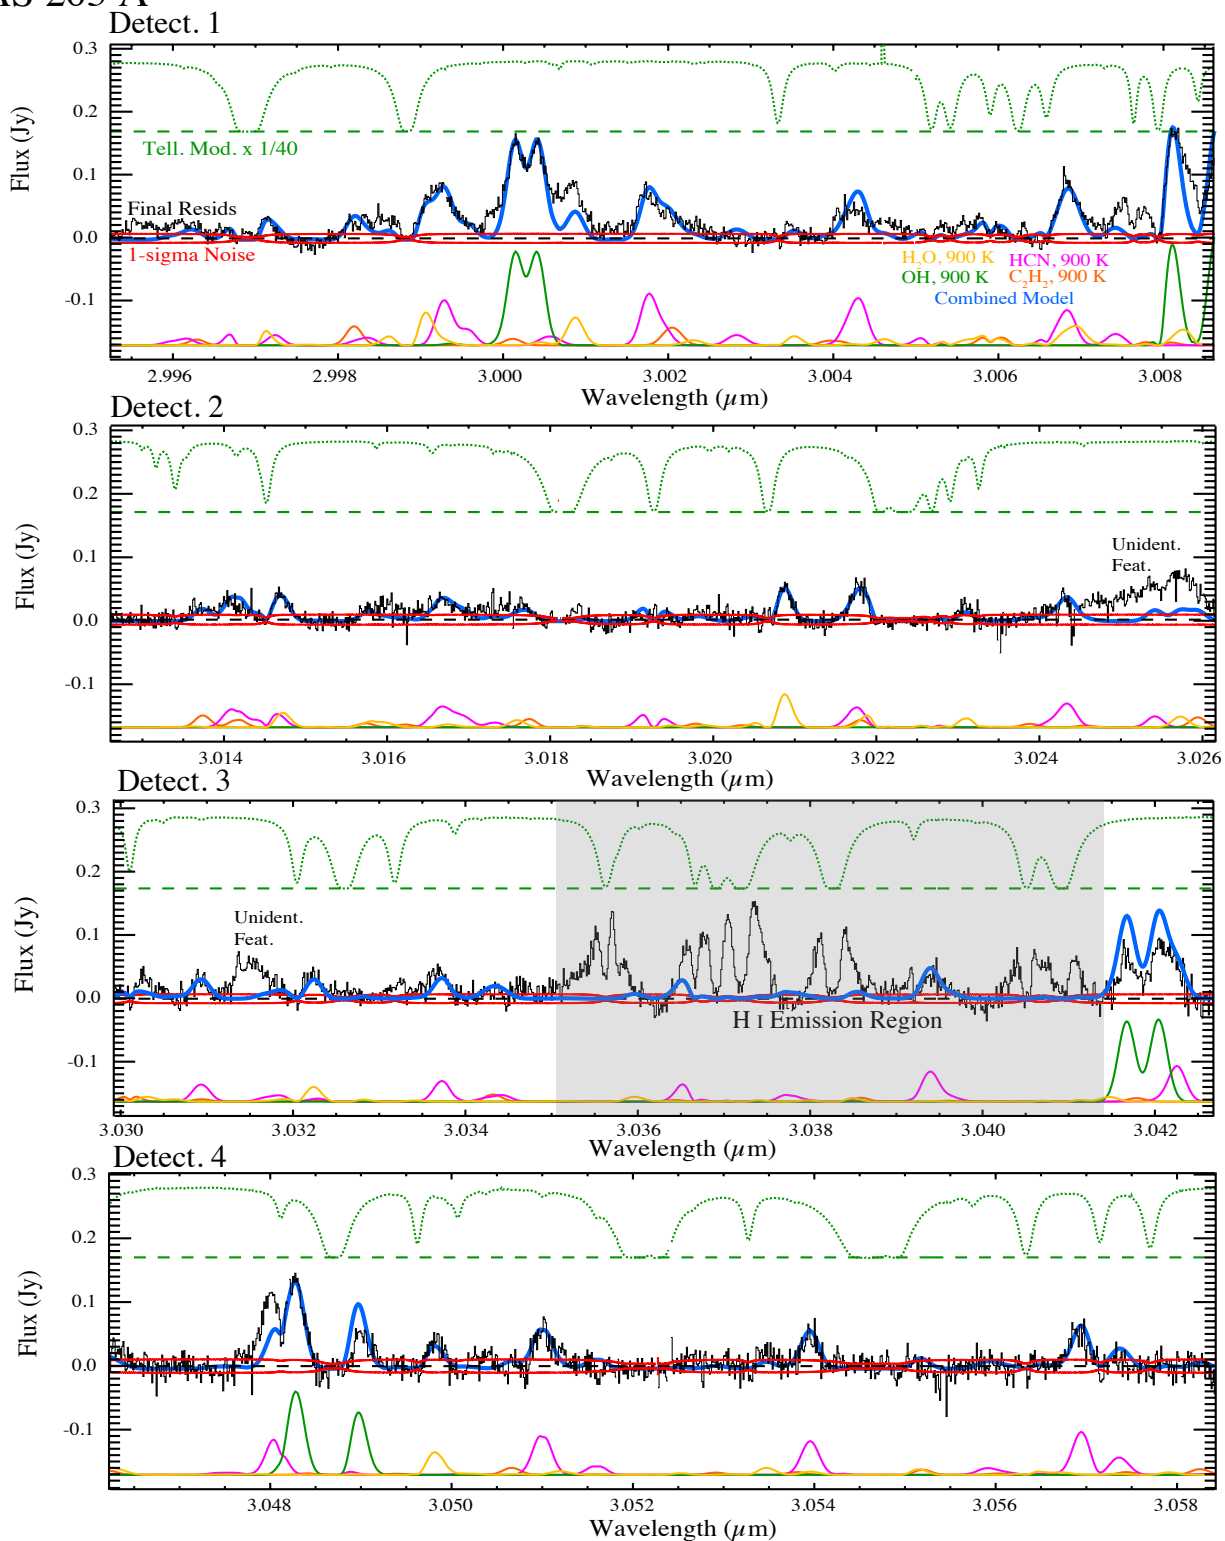 Detect. 1
Flux (Jy)
0.3
0.2
0.1
0.0
-0.1
Tell. Mod. x 1/40
Final Resids
1-sigma Noise
H₂O, 900 K HCN, 900 K
OH, 900 K C₂H₂, 900 K
Combined Model
2.996 2.998 3.000 3.002 3.004 3.006 3.008
Wavelength (μm)
Detect. 2
Flux (Jy)
0.3
0.2
0.1
0.0
-0.1
Unident.
Feat.
3.014 3.016 3.018 3.020 3.022 3.024 3.026
Wavelength (μm)
Detect. 3
Flux (Jy)
0.3
0.2
0.1
0.0
-0.1
Unident.
Feat.
H I Emission Region
3.030 3.032 3.034 3.036 3.038 3.040 3.042
Wavelength (μm)
Detect. 4
Flux (Jy)
0.3
0.2
0.1
0.0
-0.1
3.048 3.050 3.052 3.054 3.056 3.058
Wavelength (μm)